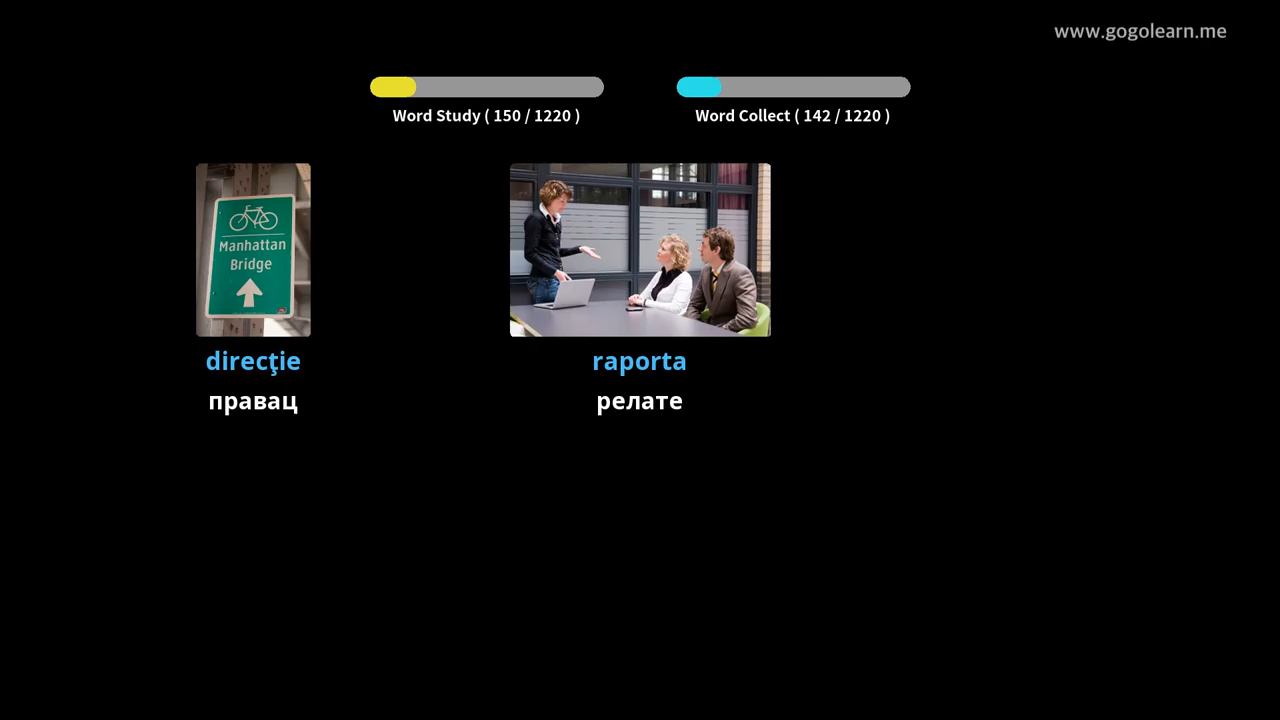 www.gogolearn.me
Word Study ( 150 / 1220 )
Word Collect ( 142 / 1220 )
Manhattan
Bridge
direcţie
raporta
правац
релате